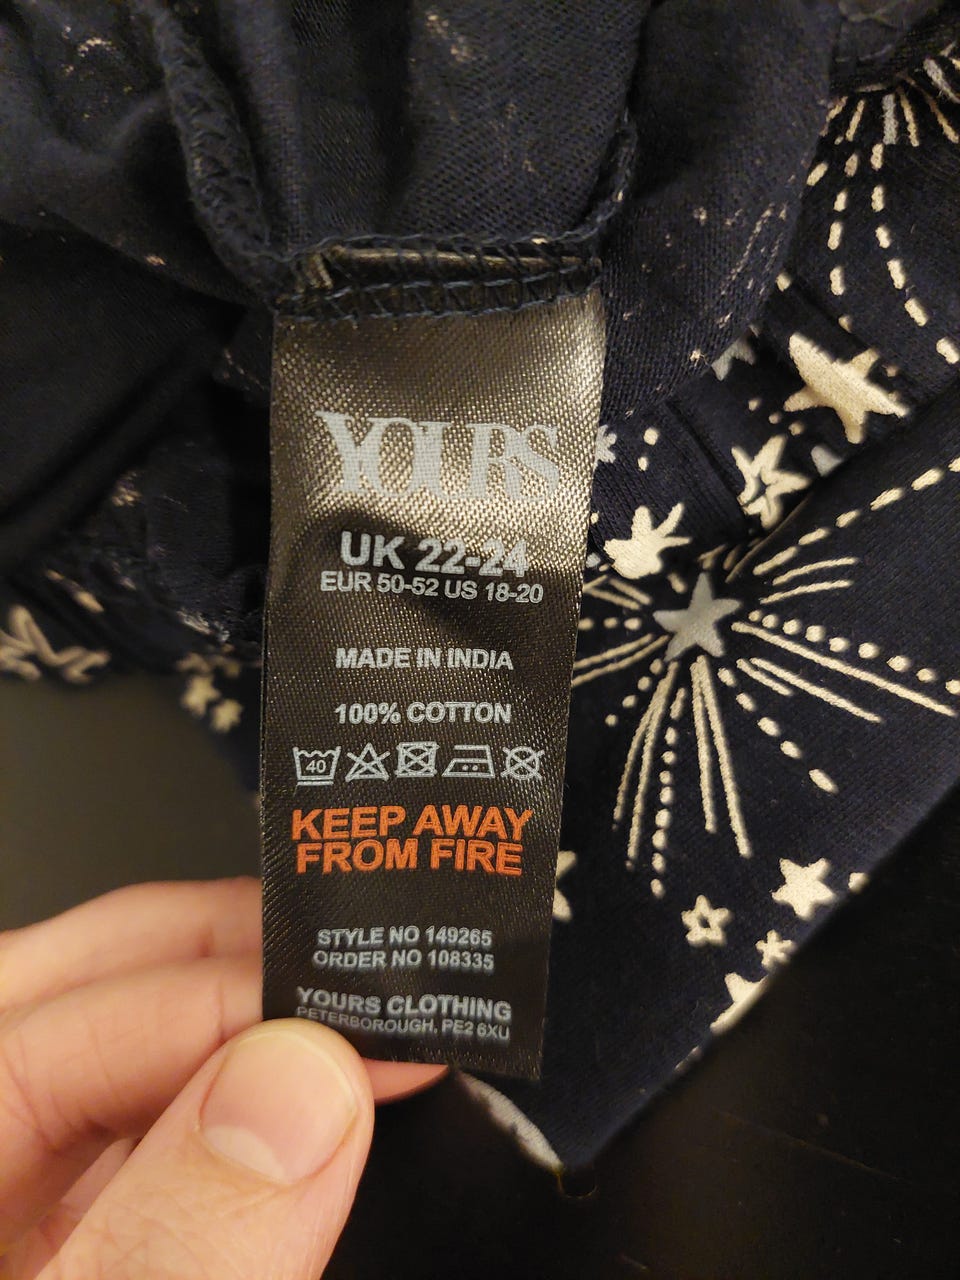 YOURS
UK 22-24
EUR 50-52 US 18-20
MADE IN INDIA
100% COTTON
40
KEEP AWAY
FROM FIRE
STYLE NO 149265
ORDER NO 108335
YOURS CLOTHING
PETERBOROUGH, PE2 6XU